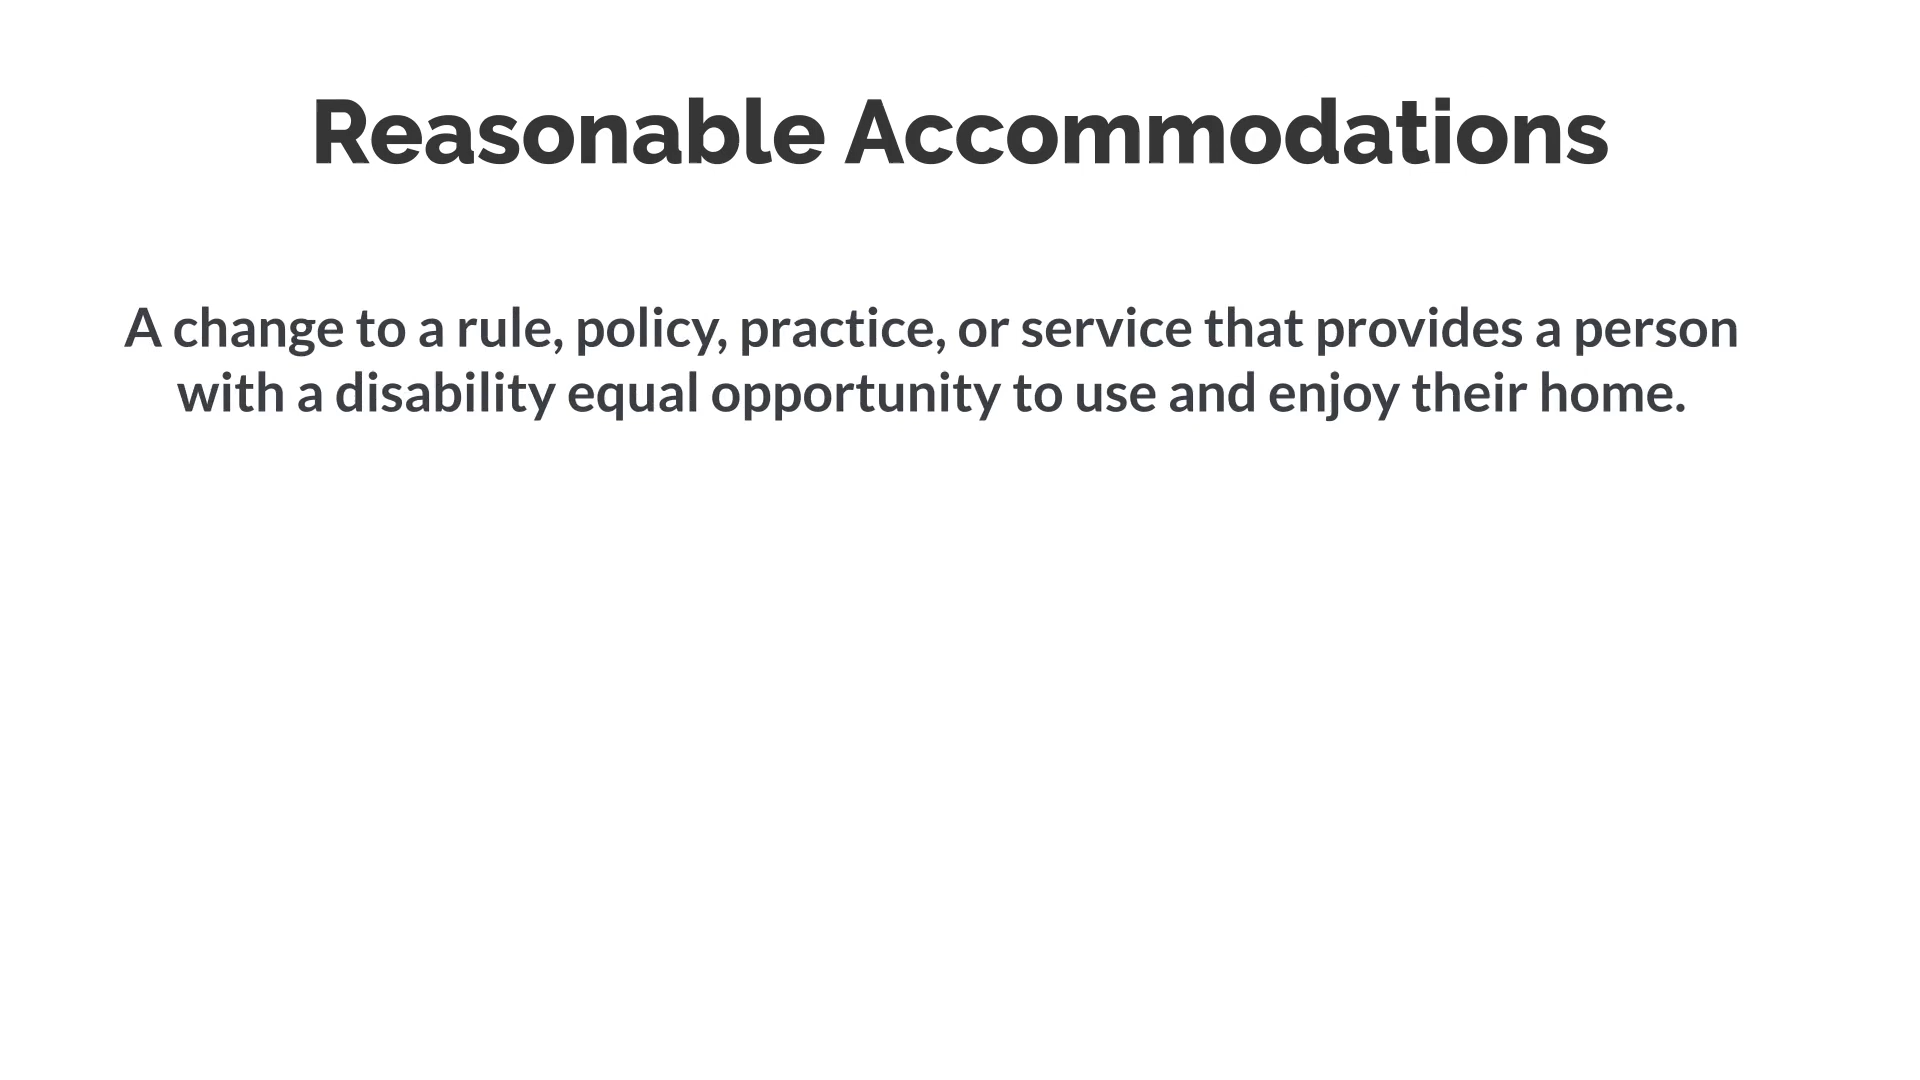 Reasonable Accommodations
A change to a rule, policy, practice, or service that provides a person
with a disability equal opportunity to use and enjoy their home.